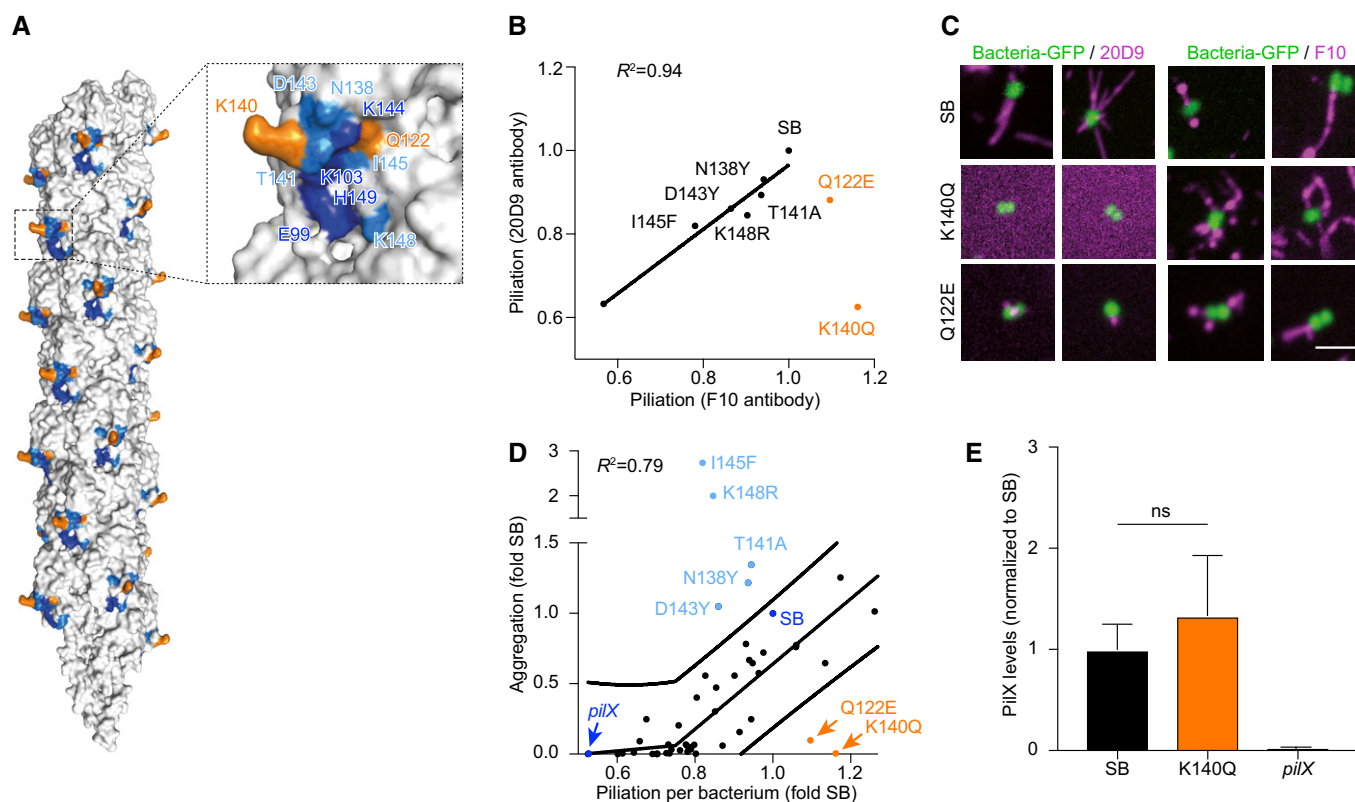 A
D143
N138
K140
K144
Q122
I145
T141
K103
H149
E99
K148
B
R²=0.94
Piliation (20D9 antibody)
1.2
1.0
0.8
0.6
SB
N138Y
Q122E
D143Y
T141A
I145F
K148R
K140Q
0.6 0.8 1.0 1.2
Piliation (F10 antibody)
C
Bacteria-GFP / 20D9
Bacteria-GFP / F10
SB
K140Q
Q122E
D
R²=0.79
Aggregation (fold SB)
3
2
1.5
1.0
0.5
0.0
I145F
K148R
T141A
N138Y
D143Y
SB
pilX
Q122E
K140Q
0.6 0.8 1.0 1.2
Piliation per bacterium (fold SB)
E
PilX levels (normalized to SB)
3
2
1
0
ns
SB K140Q pilX